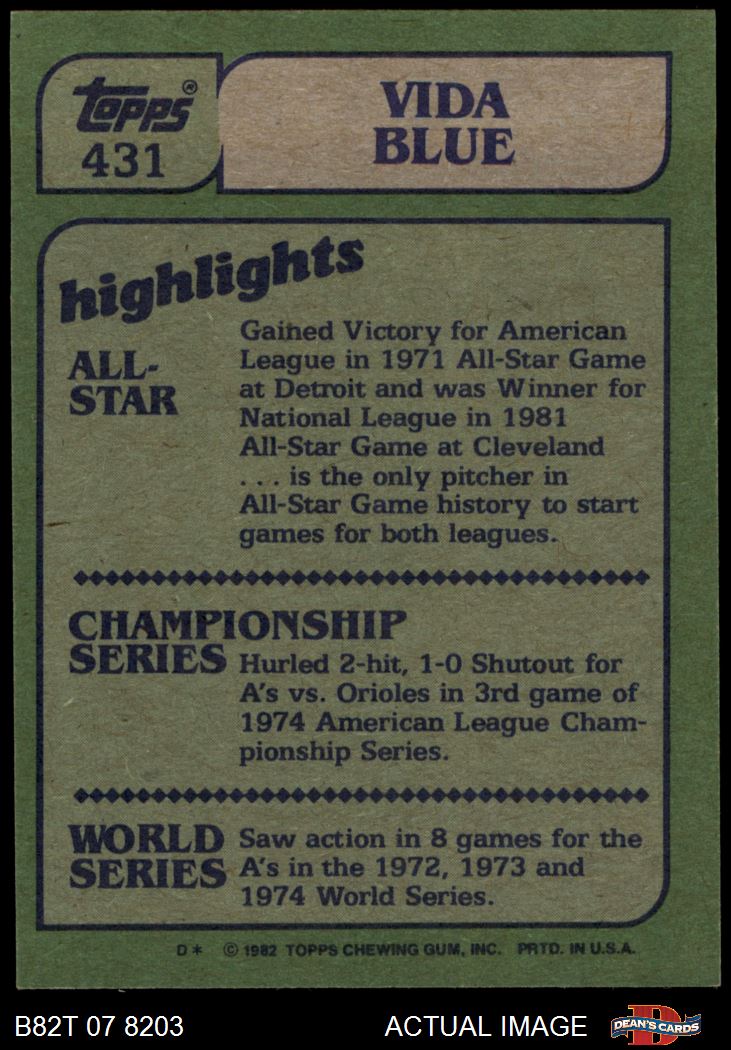 topps®
431
VIDA
BLUE
highlights
ALL-
STAR
Gained Victory for American
League in 1971 All-Star Game
at Detroit and was Winner for
National League in 1981
All-Star Game at Cleveland
. . . is the only pitcher in
All-Star Game history to start
games for both leagues.
CHAMPIONSHIP
SERIES
Hurled 2-hit, 1-0 Shutout for
A's vs. Orioles in 3rd game of
1974 American League Cham-
pionship Series.
WORLD
SERIES
Saw action in 8 games for the
A's in the 1972, 1973 and
1974 World Series.
D* © 1982 TOPPS CHEWING GUM, INC. PRTD. IN U.S.A.
B82T 07 8203 ACTUAL IMAGE
D
DEAN'S CARDS